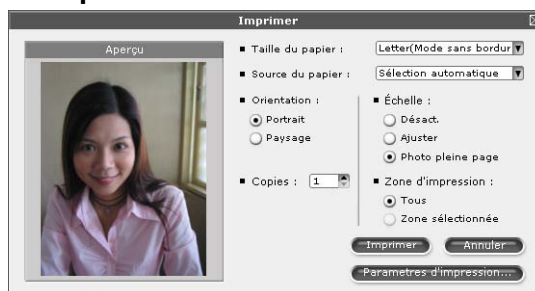 Imprimer
Aperçu
Taille du papier :
Letter(Mode sans bordur
Source du papier :
Sélection automatique
Orientation :
Portrait
Paysage
Copies : 1
Échelle :
Désact.
Ajuster
Photo pleine page
Zone d'impression :
Tous
Zone sélectionnée
Imprimer
Annuler
Parametres d'impression...